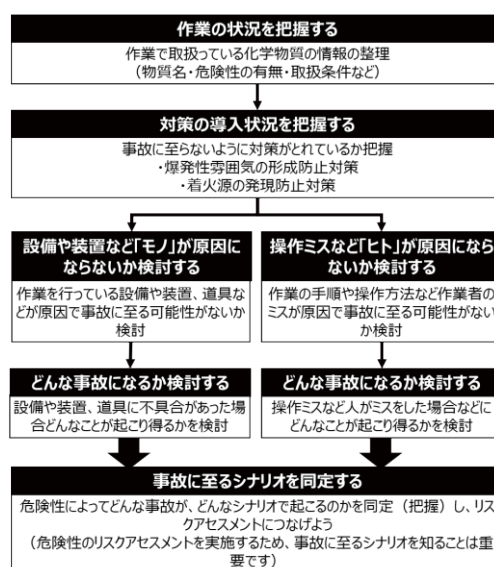 作業の状況を把握する
作業で取扱っている化学物質の情報の整理
（物質名・危険性の有無・取扱条件など）
対策の導入状況を把握する
事故に至らないように対策がとれているか把握
・爆発性雰囲気の形成防止対策
・着火源の発現防止対策
設備や装置など「モノ」が原因に
ならないか検討する
作業を行っている設備や装置、道具な
どが原因で事故に至る可能性がないか
検討
操作ミスなど「ヒト」が原因になら
ないか検討する
作業の手順や操作方法など作業者の
ミスが原因で事故に至る可能性がない
か検討
どんな事故になるか検討する
設備や装置、道具に不具合があった場
合どんなことが起こり得るかを検討
どんな事故になるか検討する
操作ミスなど人がミスをした場合などに
どんなことが起こり得るかを検討
事故に至るシナリオを同定する
危険性によってどんな事故が、どんなシナリオで起こるのかを同定（把握）し、リス
クアセスメントにつなげよう
（危険性のリスクアセスメントを実施するため、事故に至るシナリオを知ることは重
要です）